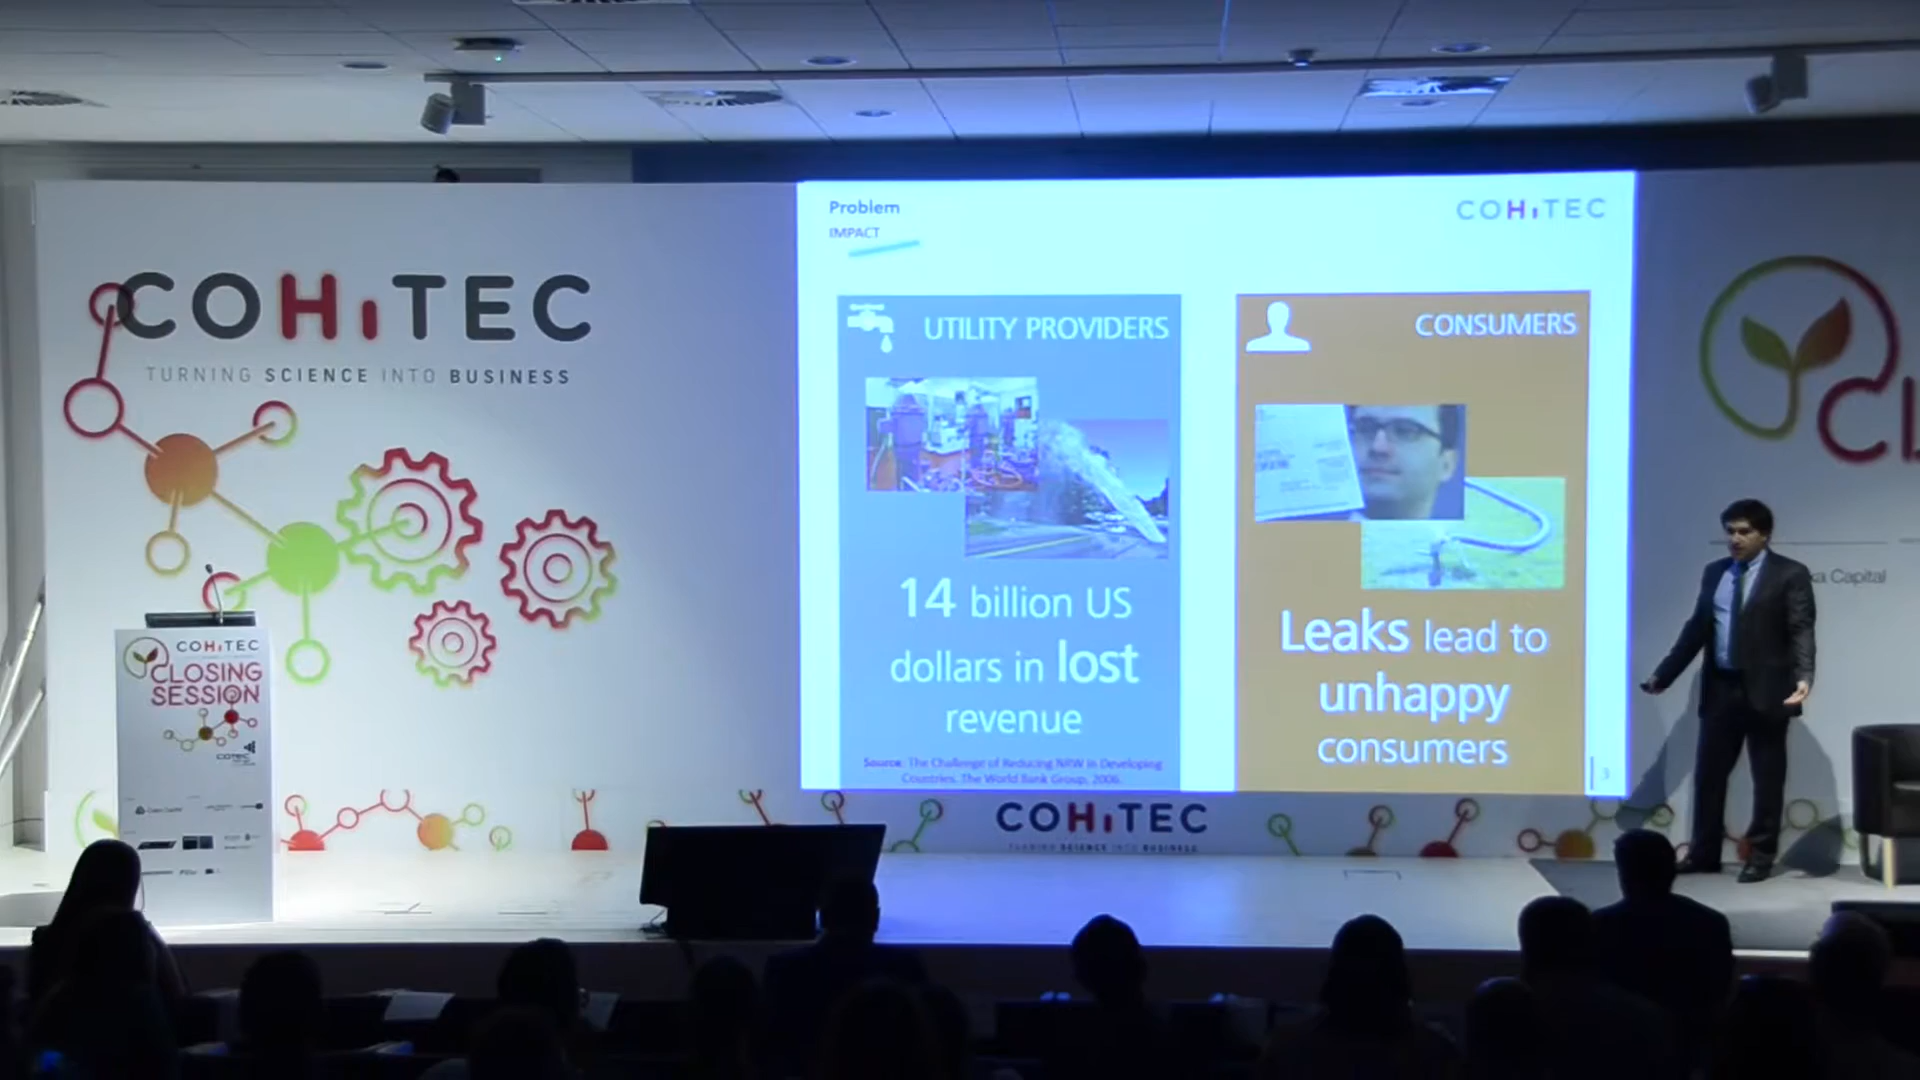 COHiTEC
TURNING SCIENCE INTO BUSINESS
Problem
IMPACT
COHiTEC
UTILITY PROVIDERS
14 billion US
dollars in lost
revenue
Source: The Challenge of Reducing NRW in Developing
Countries. The World Bank Group, 2006.
CONSUMERS
Leaks lead to
unhappy
consumers
3
CL
Capital
COHiTEC
CLOSING
SESSION
COTEC
COHiTEC
TURNING SCIENCE INTO BUSINESS